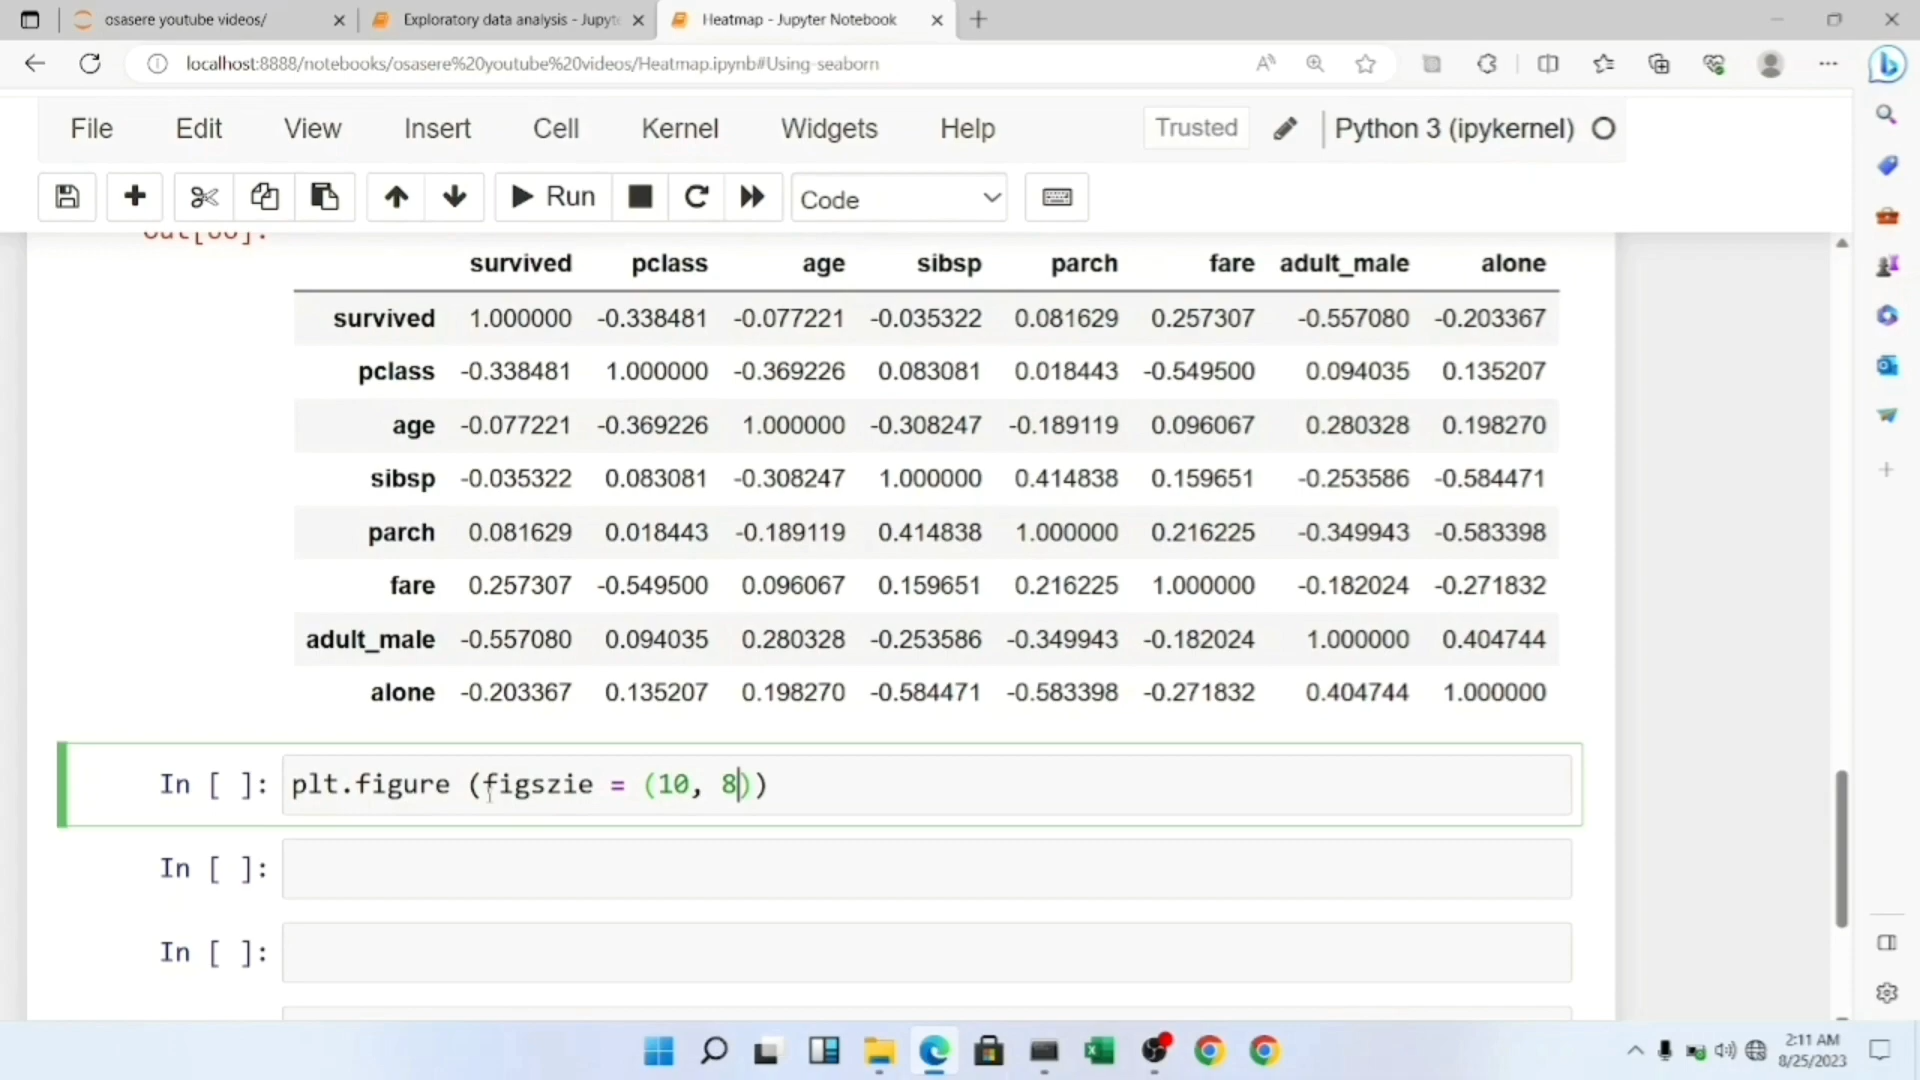 osasere youtube videos/
Exploratory data analysis - Jupyt
Heatmap - Jupyter Notebook
localhost:8888/notebooks/osasere%20youtube%20videos/Heatmap.ipynb#Using-seaborn
File Edit View Insert Cell Kernel Widgets Help Trusted Python 3 (ipykernel)
Run Code
survived pclass age sibsp parch fare adult_male alone
survived 1.000000 -0.338481 -0.077221 -0.035322 0.081629 0.257307 -0.557080 -0.203367
pclass -0.338481 1.000000 -0.369226 0.083081 0.018443 -0.549500 0.094035 0.135207
age -0.077221 -0.369226 1.000000 -0.308247 -0.189119 0.096067 0.280328 0.198270
sibsp -0.035322 0.083081 -0.308247 1.000000 0.414838 0.159651 -0.253586 -0.584471
parch 0.081629 0.018443 -0.189119 0.414838 1.000000 0.216225 -0.349943 -0.583398
fare 0.257307 -0.549500 0.096067 0.159651 0.216225 1.000000 -0.182024 -0.271832
adult_male -0.557080 0.094035 0.280328 -0.253586 -0.349943 -0.182024 1.000000 0.404744
alone -0.203367 0.135207 0.198270 -0.584471 -0.583398 -0.271832 0.404744 1.000000
In [ ]: plt.figure (figszie = (10, 8))
In [ ]:
In [ ]:
2:11 AM
8/25/2023